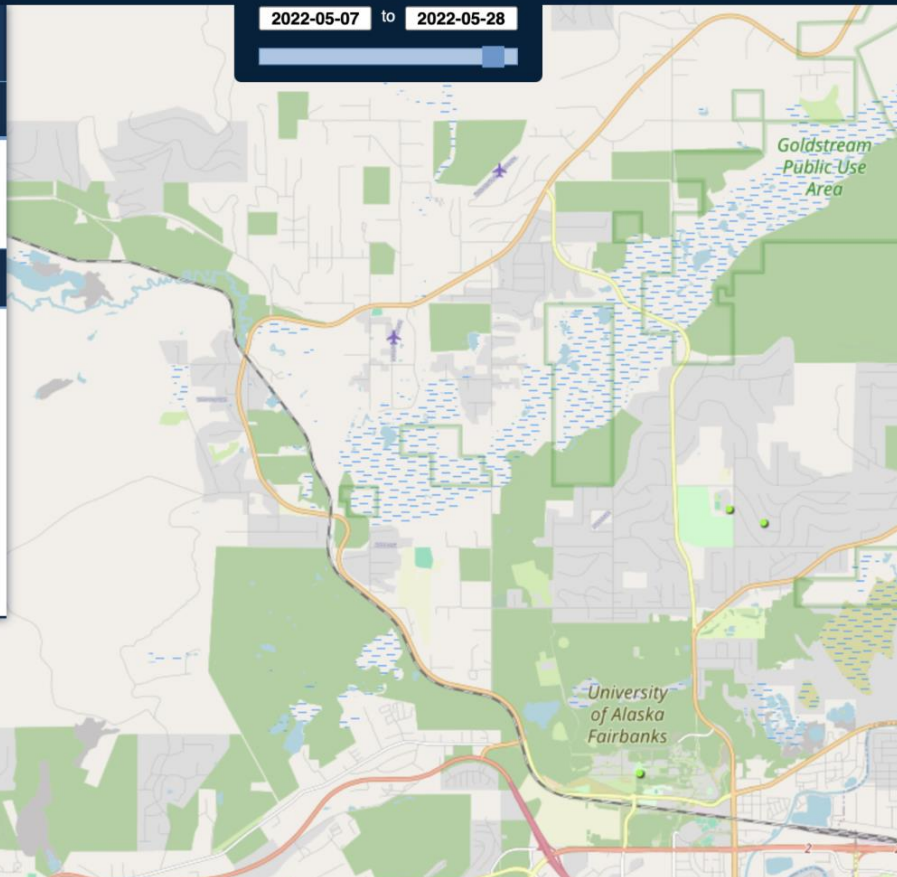 2022-05-07 to 2022-05-28
Goldstream
Public Use
Area
University
of Alaska
Fairbanks
2